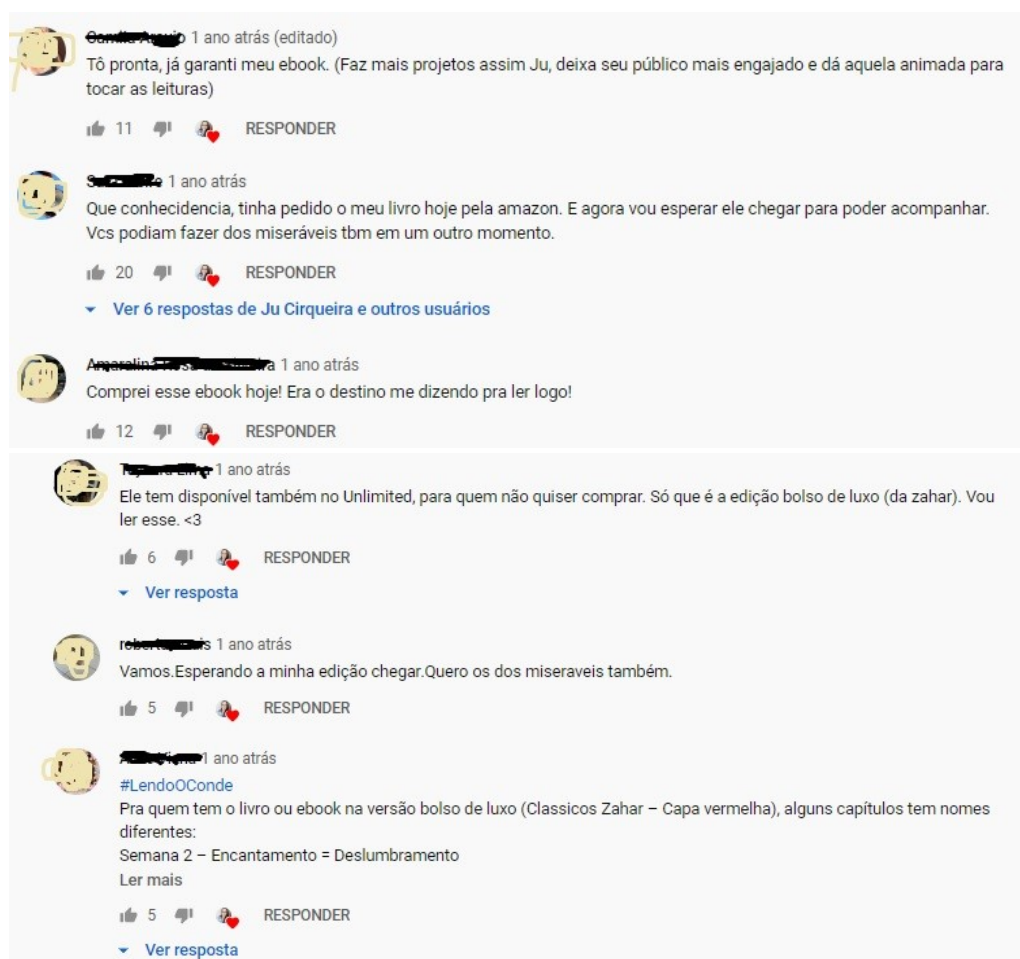 1 ano atrás (editado)
Tô pronta, já garanti meu ebook. (Faz mais projetos assim Ju, deixa seu público mais engajado e dá aquela animada para
tocar as leituras)
11 RESPONDER
1 ano atrás
Que conhecidencia, tinha pedido o meu livro hoje pela amazon. E agora vou esperar ele chegar para poder acompanhar.
Vcs podiam fazer dos miseráveis tbm em um outro momento.
20 RESPONDER
Ver 6 respostas de Ju Cirqueira e outros usuários
1 ano atrás
Comprei esse ebook hoje! Era o destino me dizendo pra ler logo!
12 RESPONDER
1 ano atrás
Ele tem disponível também no Unlimited, para quem não quiser comprar. Só que é a edição bolso de luxo (da zahar). Vou
ler esse. <3
6 RESPONDER
Ver resposta
1 ano atrás
Vamos.Esperando a minha edição chegar.Quero os dos miseraveis também.
5 RESPONDER
1 ano atrás
#LendoOConde
Pra quem tem o livro ou ebook na versão bolso de luxo (Classicos Zahar – Capa vermelha), alguns capítulos tem nomes
diferentes:
Semana 2 – Encantamento = Deslumbramento
Ler mais
5 RESPONDER
Ver resposta